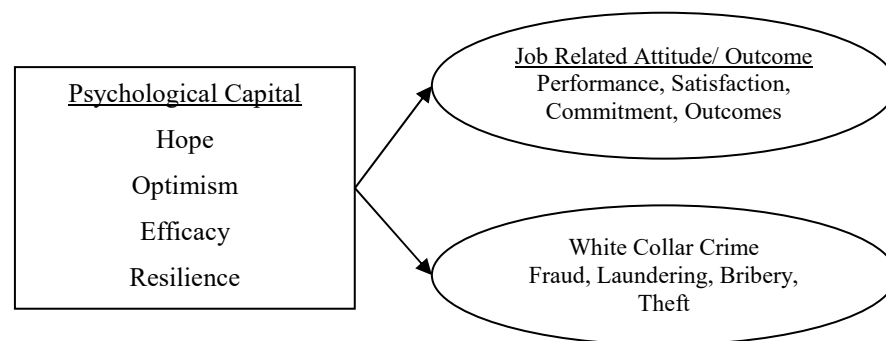 Psychological Capital
Hope
Optimism
Efficacy
Resilience
Job Related Attitude/ Outcome
Performance, Satisfaction,
Commitment, Outcomes
White Collar Crime
Fraud, Laundering, Bribery,
Theft